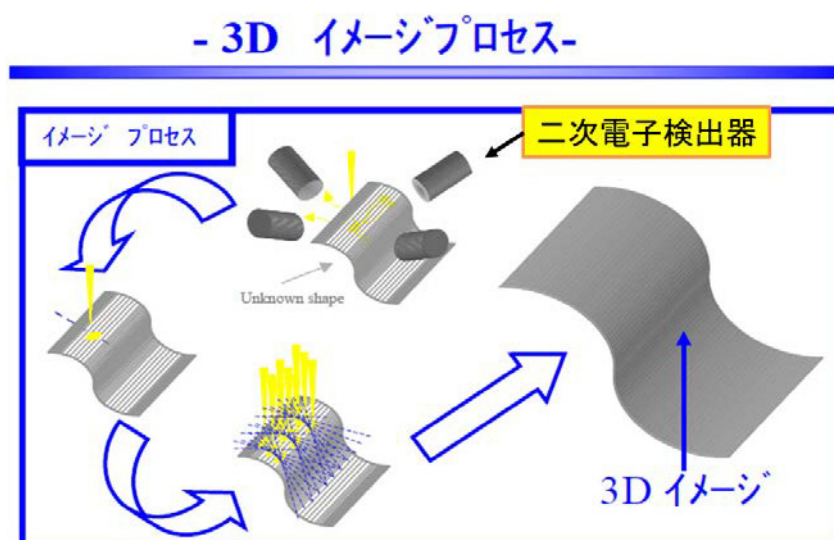 - 3D イメージプロセス-
イメージ プロセス
二次電子検出器
Unknown shape
3D イメージ